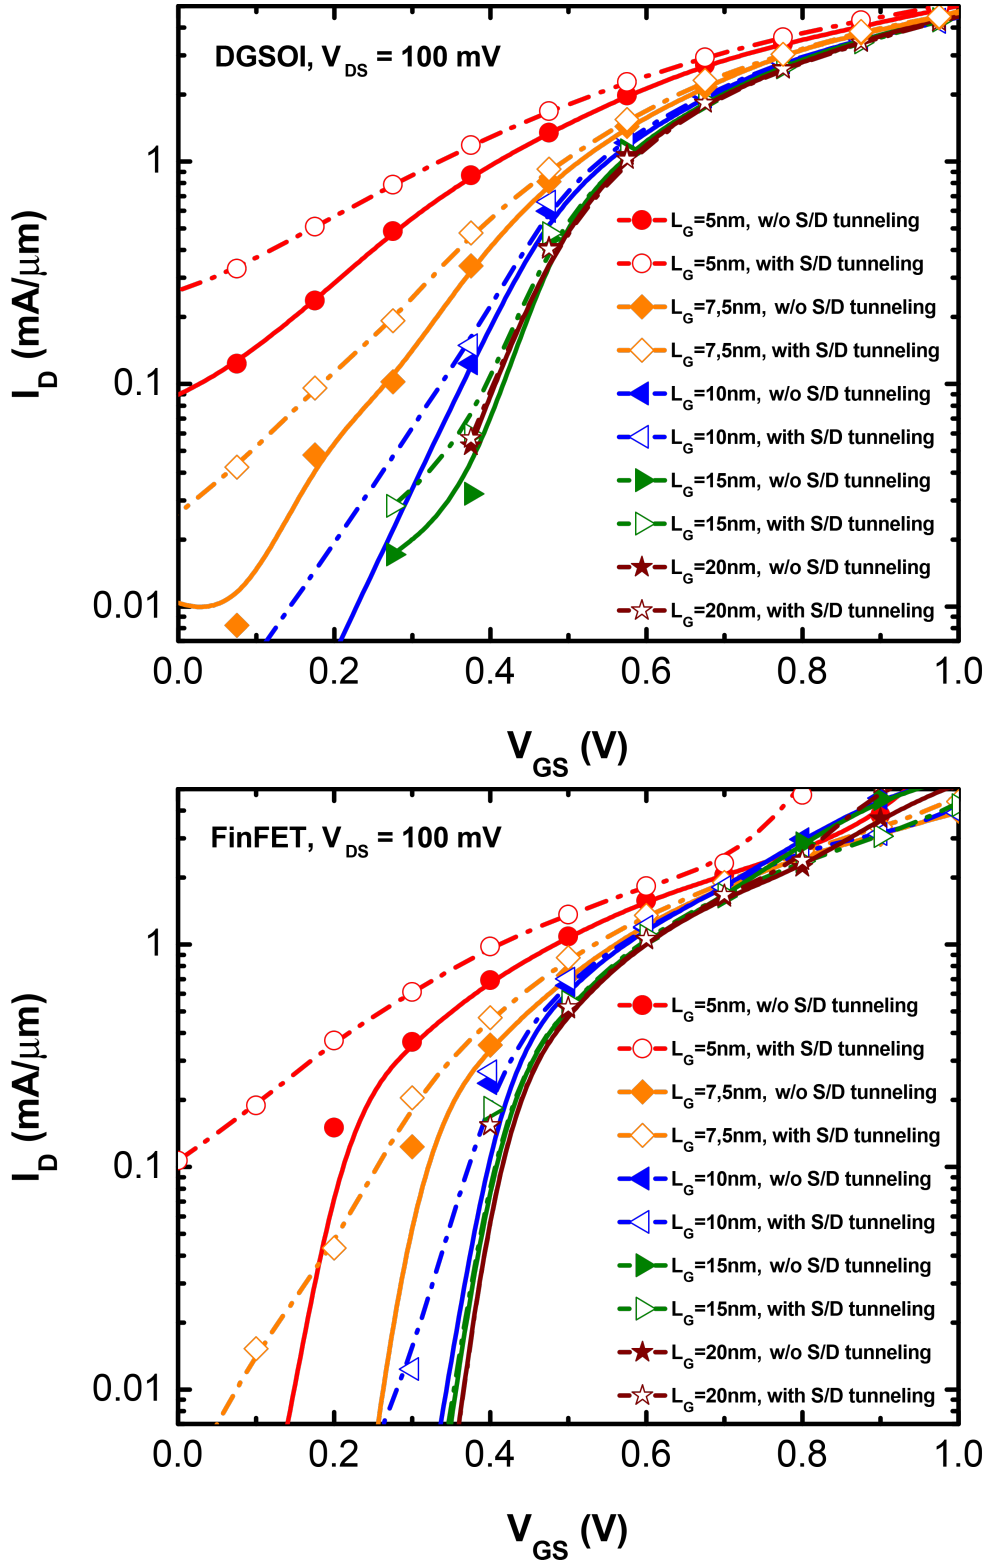 DGSOI, V_DS = 100 mV
1
0.1
0.01
I_D (mA/μm)
L_G=5nm, w/o S/D tunneling
L_G=5nm, with S/D tunneling
L_G=7,5nm, w/o S/D tunneling
L_G=7,5nm, with S/D tunneling
L_G=10nm, w/o S/D tunneling
L_G=10nm, with S/D tunneling
L_G=15nm, w/o S/D tunneling
L_G=15nm, with S/D tunneling
L_G=20nm, w/o S/D tunneling
L_G=20nm, with S/D tunneling
0.0 0.2 0.4 0.6 0.8 1.0
V_GS (V)
FinFET, V_DS = 100 mV
1
0.1
0.01
I_D (mA/μm)
L_G=5nm, w/o S/D tunneling
L_G=5nm, with S/D tunneling
L_G=7,5nm, w/o S/D tunneling
L_G=7,5nm, with S/D tunneling
L_G=10nm, w/o S/D tunneling
L_G=10nm, with S/D tunneling
L_G=15nm, w/o S/D tunneling
L_G=15nm, with S/D tunneling
L_G=20nm, w/o S/D tunneling
L_G=20nm, with S/D tunneling
0.0 0.2 0.4 0.6 0.8 1.0
V_GS (V)